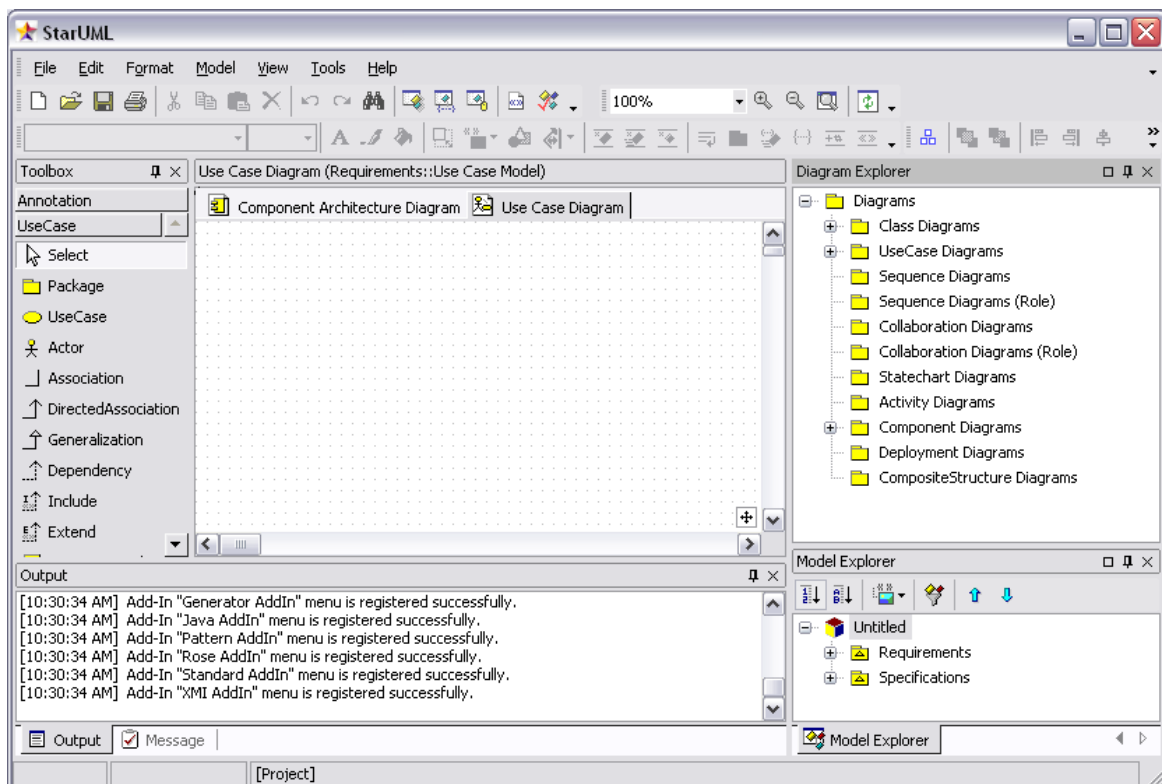 StarUML
File Edit Format Model View Tools Help
100%
Toolbox
Annotation
UseCase
Select
Package
UseCase
Actor
Association
DirectedAssociation
Generalization
Dependency
Include
Extend
Use Case Diagram (Requirements::Use Case Model)
Component Architecture Diagram Use Case Diagram
Diagram Explorer
Diagrams
Class Diagrams
UseCase Diagrams
Sequence Diagrams
Sequence Diagrams (Role)
Collaboration Diagrams
Collaboration Diagrams (Role)
Statechart Diagrams
Activity Diagrams
Component Diagrams
Deployment Diagrams
CompositeStructure Diagrams
Output
[10:30:34 AM] Add-In "Generator AddIn" menu is registered successfully.
[10:30:34 AM] Add-In "Java AddIn" menu is registered successfully.
[10:30:34 AM] Add-In "Pattern AddIn" menu is registered successfully.
[10:30:34 AM] Add-In "Rose AddIn" menu is registered successfully.
[10:30:34 AM] Add-In "Standard AddIn" menu is registered successfully.
[10:30:34 AM] Add-In "XMI AddIn" menu is registered successfully.
Output Message
Model Explorer
Untitled
Requirements
Specifications
Model Explorer
[Project]